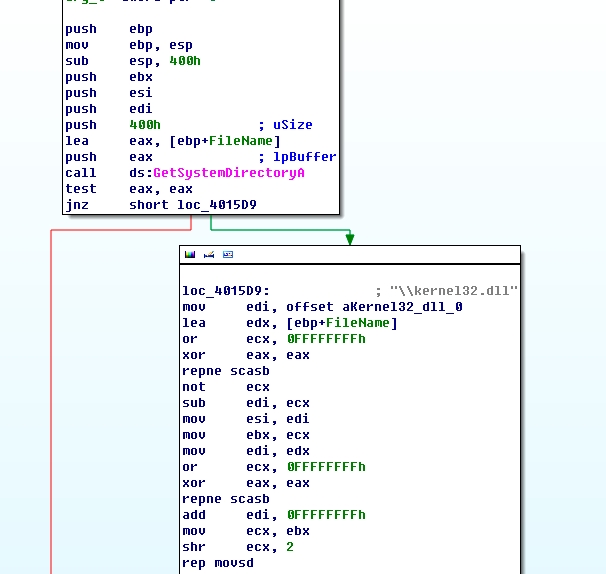 push    ebp
mov     ebp, esp
sub     esp, 400h
push    ebx
push    esi
push    edi
push    400h            ; uSize
lea     eax, [ebp+FileName]
push    eax             ; lpBuffer
call    ds:GetSystemDirectoryA
test    eax, eax
jnz     short loc_4015D9
loc_4015D9:             ; "\\kernel32.dll"
mov     edi, offset aKernel32_dll_0
lea     edx, [ebp+FileName]
or      ecx, 0FFFFFFFFh
xor     eax, eax
repne scasb
not     ecx
sub     edi, ecx
mov     esi, edi
mov     ebx, ecx
mov     edi, edx
or      ecx, 0FFFFFFFFh
xor     eax, eax
repne scasb
add     edi, 0FFFFFFFFh
mov     ecx, ebx
shr     ecx, 2
rep movsd